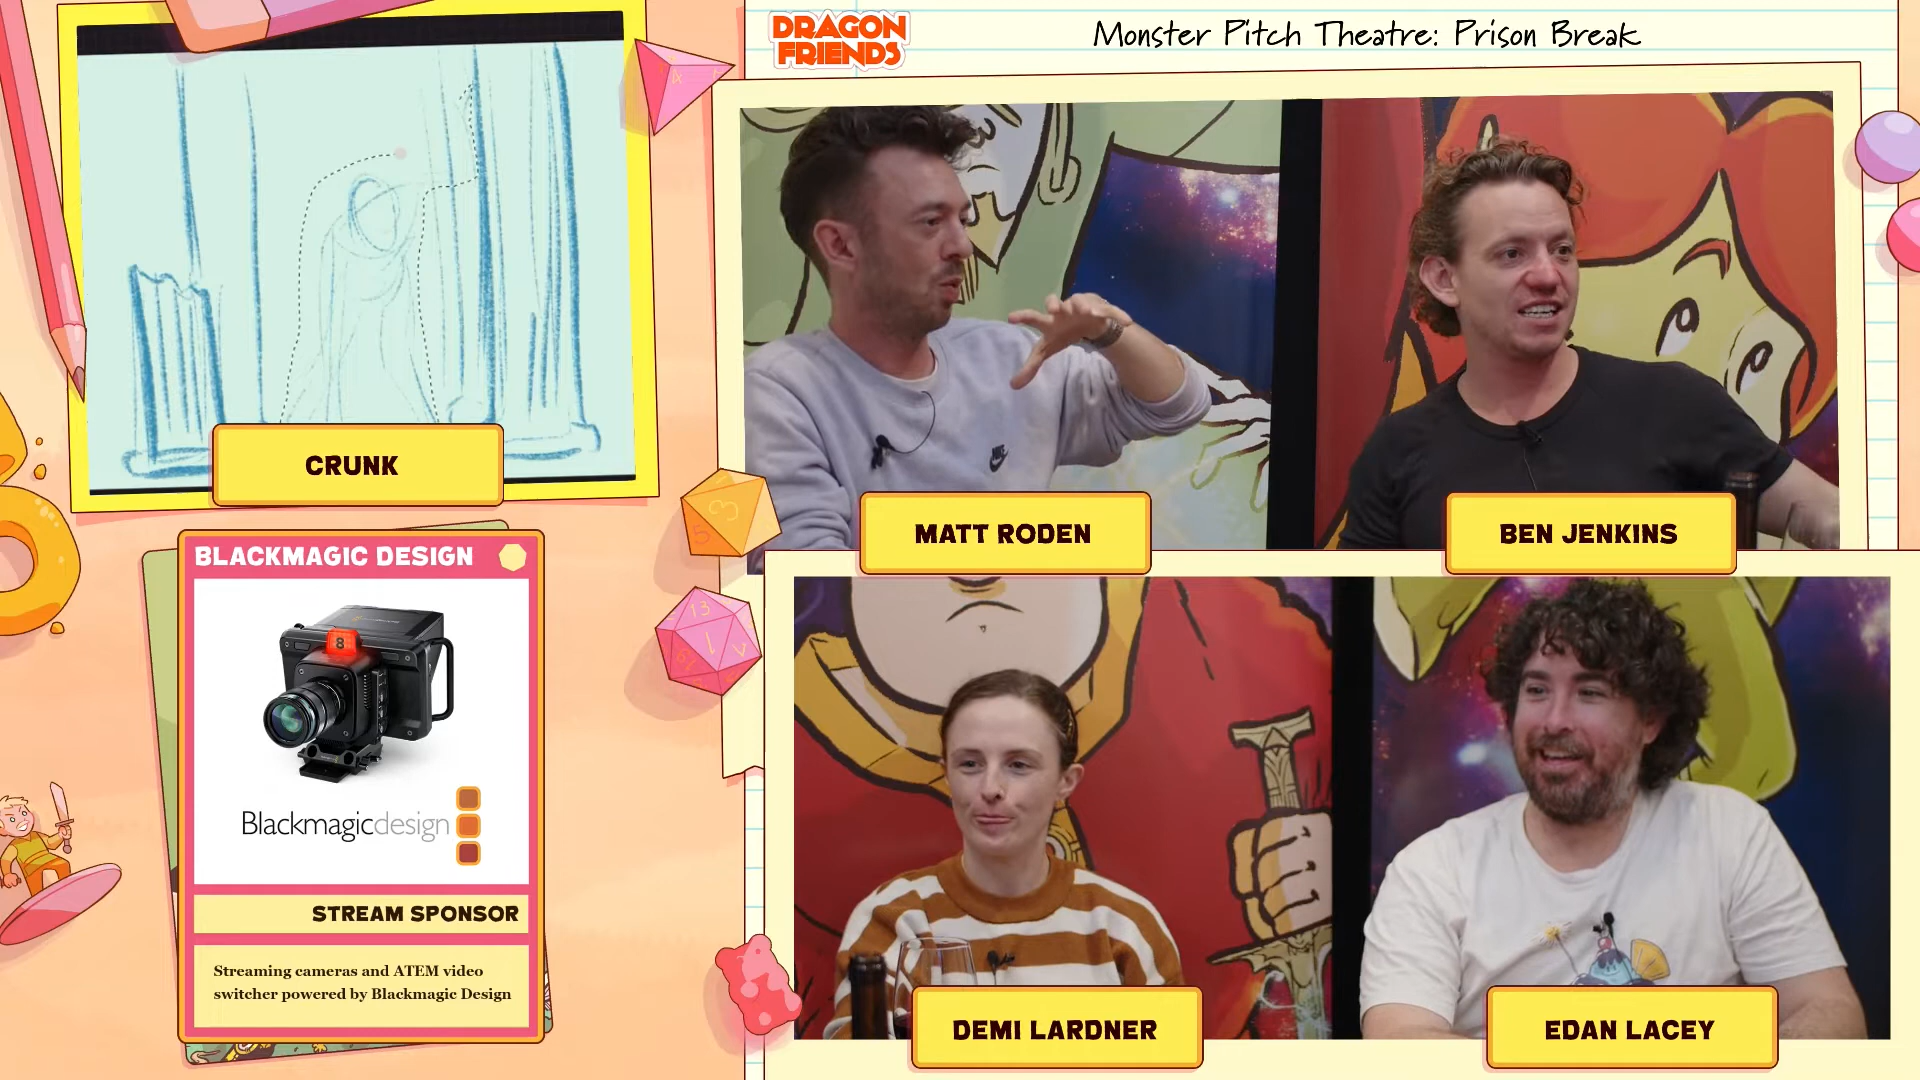 DRAGON
FRIENDS
Monster Pitch Theatre: Prison Break
CRUNK
MATT RODEN
BEN JENKINS
BLACKMAGIC DESIGN
8
Blackmagicdesign
STREAM SPONSOR
Streaming cameras and ATEM video
switcher powered by Blackmagic Design
DEMI LARDNER
EDAN LACEY